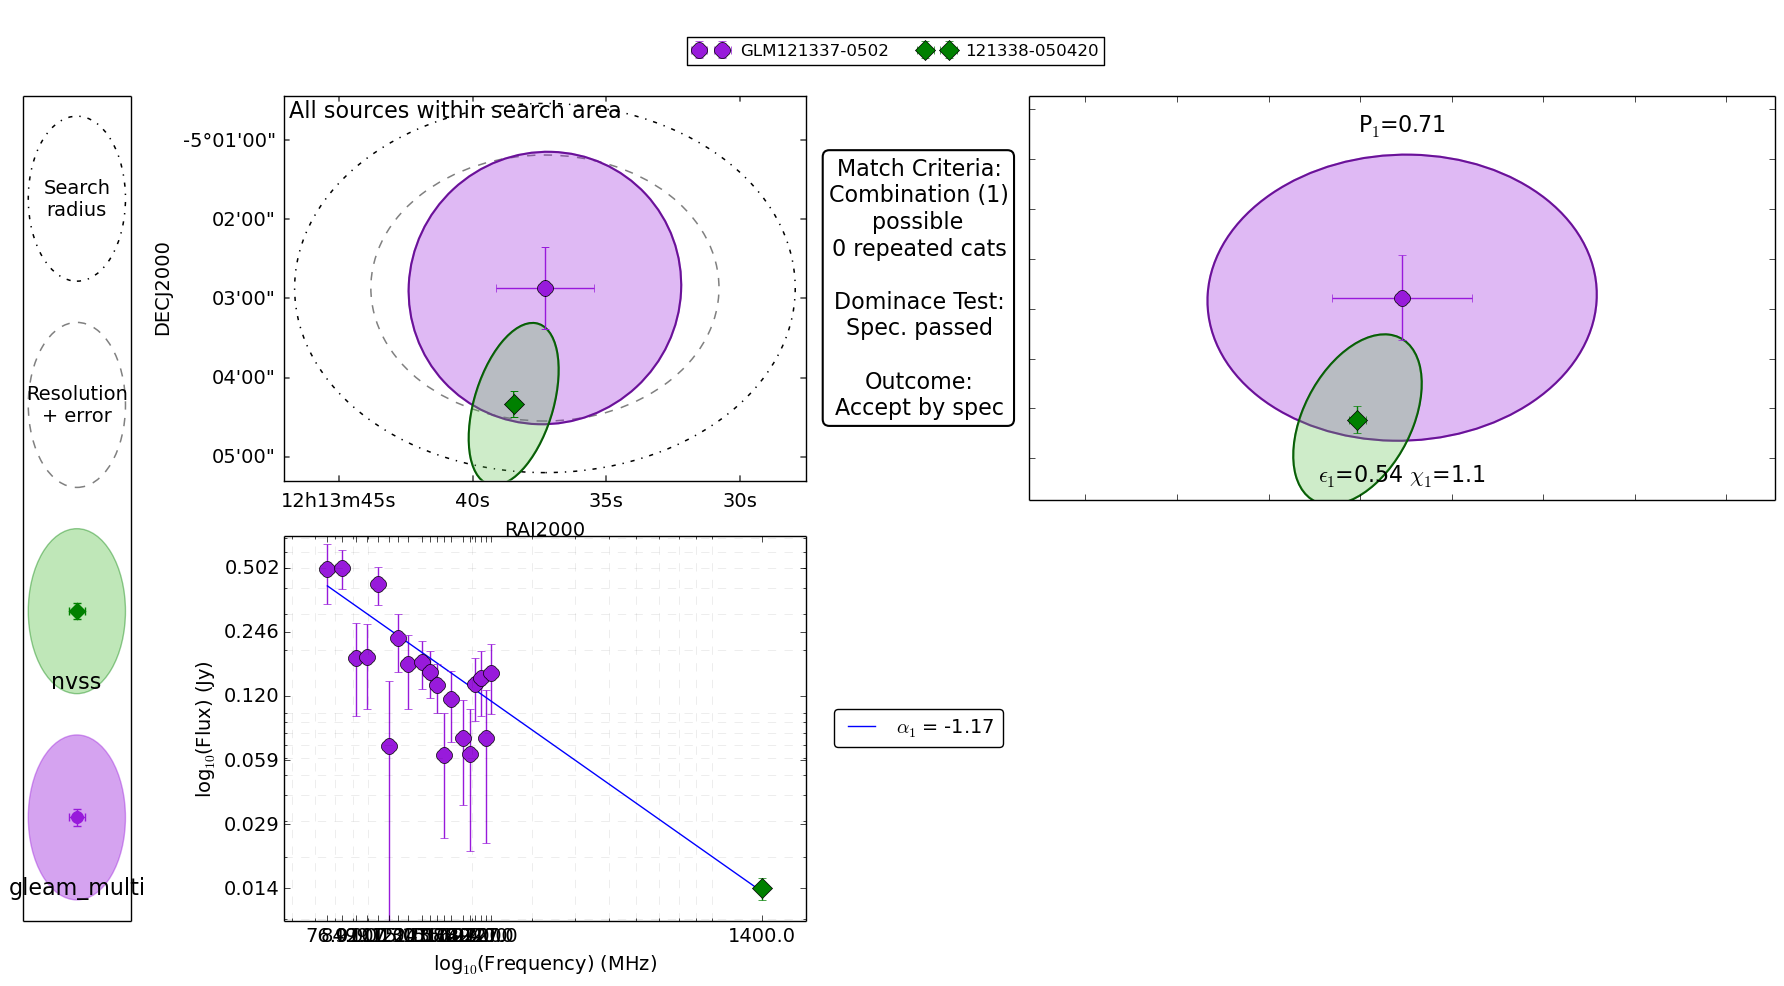 GLM121337-0502 121338-050420
Search
radius
Resolution
+ error
nvss
gleam_multi
All sources within search area
DECJ2000
-5°01'00"
02'00"
03'00"
04'00"
05'00"
12h13m45s 40s 35s 30s
RAJ2000
Match Criteria:
Combination (1)
possible
0 repeated cats
Dominace Test:
Spec. passed
Outcome:
Accept by spec
P₁=0.71
ϵ₁=0.54 χ₁=1.1
log₁₀(Flux) (Jy)
0.502
0.246
0.120
0.059
0.029
0.014
1400.0
log₁₀(Frequency) (MHz)
α₁ = -1.17